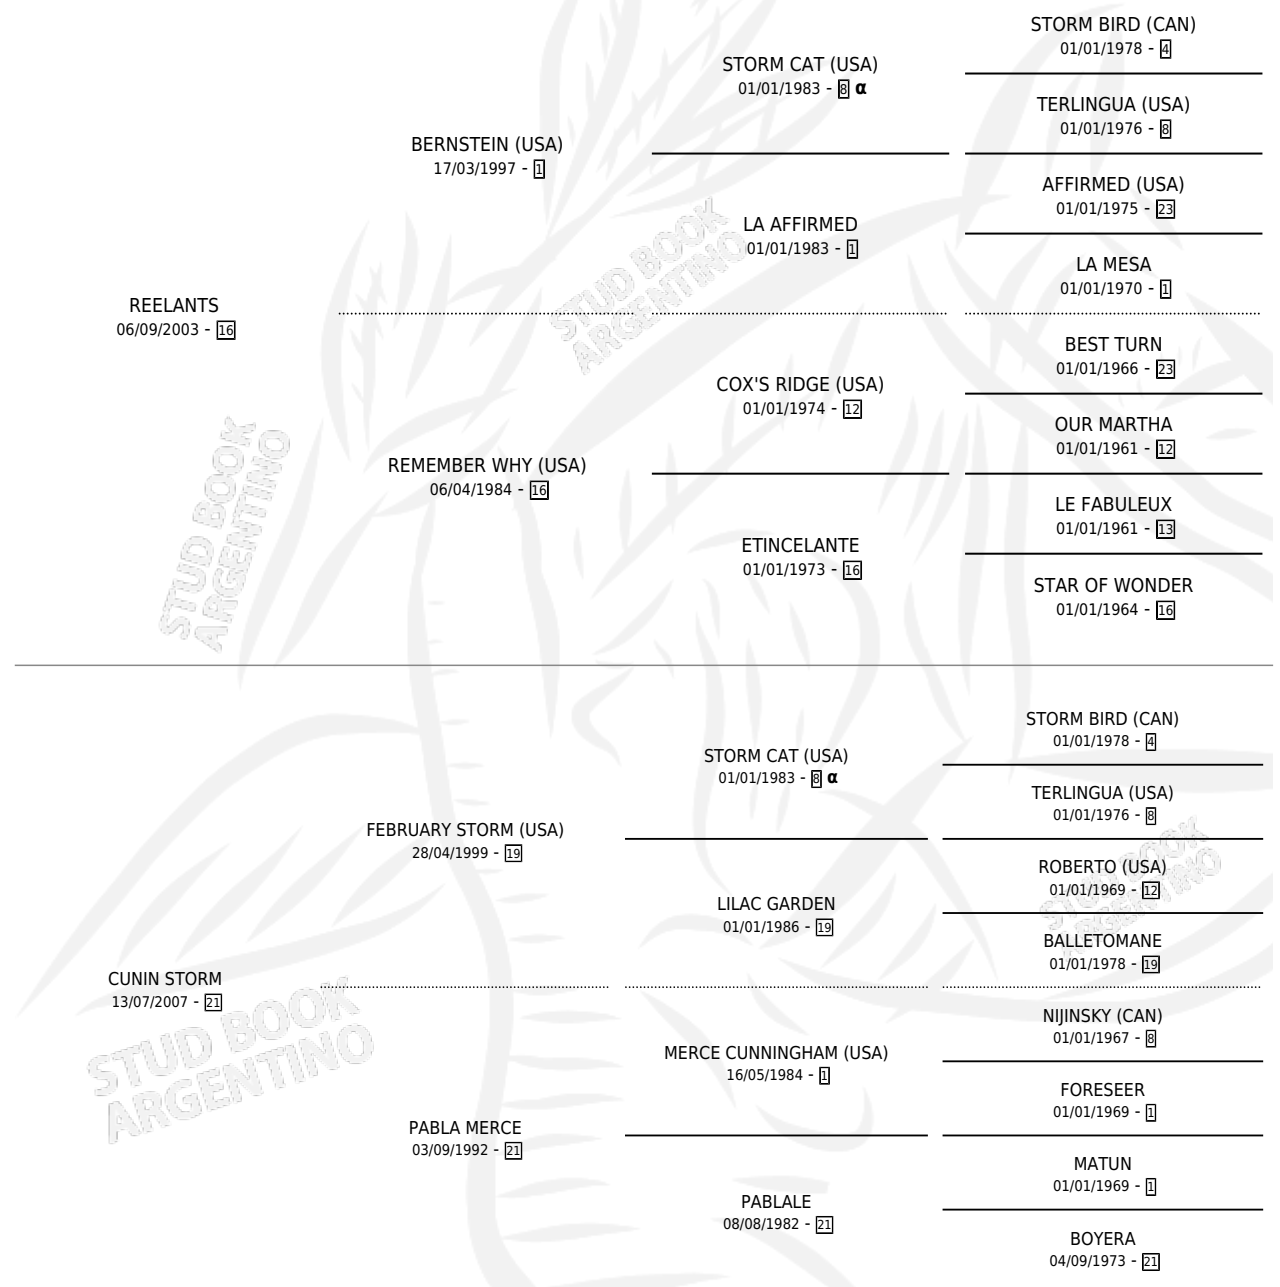 STORM BIRD (CAN)
01/01/1978 - 4
STORM CAT (USA)
01/01/1983 - 8 α
TERLINGUA (USA)
01/01/1976 - 8
BERNSTEIN (USA)
17/03/1997 - 1
AFFIRMED (USA)
01/01/1975 - 23
LA AFFIRMED
01/01/1983 - 1
LA MESA
01/01/1970 - 1
REELANTS
06/09/2003 - 16
BEST TURN
01/01/1966 - 23
COX'S RIDGE (USA)
01/01/1974 - 12
OUR MARTHA
01/01/1961 - 12
REMEMBER WHY (USA)
06/04/1984 - 16
LE FABULEUX
01/01/1961 - 13
ETINCELANTE
01/01/1973 - 16
STAR OF WONDER
01/01/1964 - 16
STUD BOOK
ARGENTINO
STUD BOOK
ARGENTINO
STORM BIRD (CAN)
01/01/1978 - 4
STORM CAT (USA)
01/01/1983 - 8 α
TERLINGUA (USA)
01/01/1976 - 8
FEBRUARY STORM (USA)
28/04/1999 - 19
ROBERTO (USA)
01/01/1969 - 12
LILAC GARDEN
01/01/1986 - 19
BALLETOMANE
01/01/1978 - 19
CUNIN STORM
13/07/2007 - 21
NIJINSKY (CAN)
01/01/1967 - 8
MERCE CUNNINGHAM (USA)
16/05/1984 - 1
FORESEER
01/01/1969 - 1
PABLA MERCE
03/09/1992 - 21
MATUN
01/01/1969 - 1
PABLALE
08/08/1982 - 21
BOYERA
04/09/1973 - 21
STUD BOOK
ARGENTINO
STUD BOOK
ARGENTINO